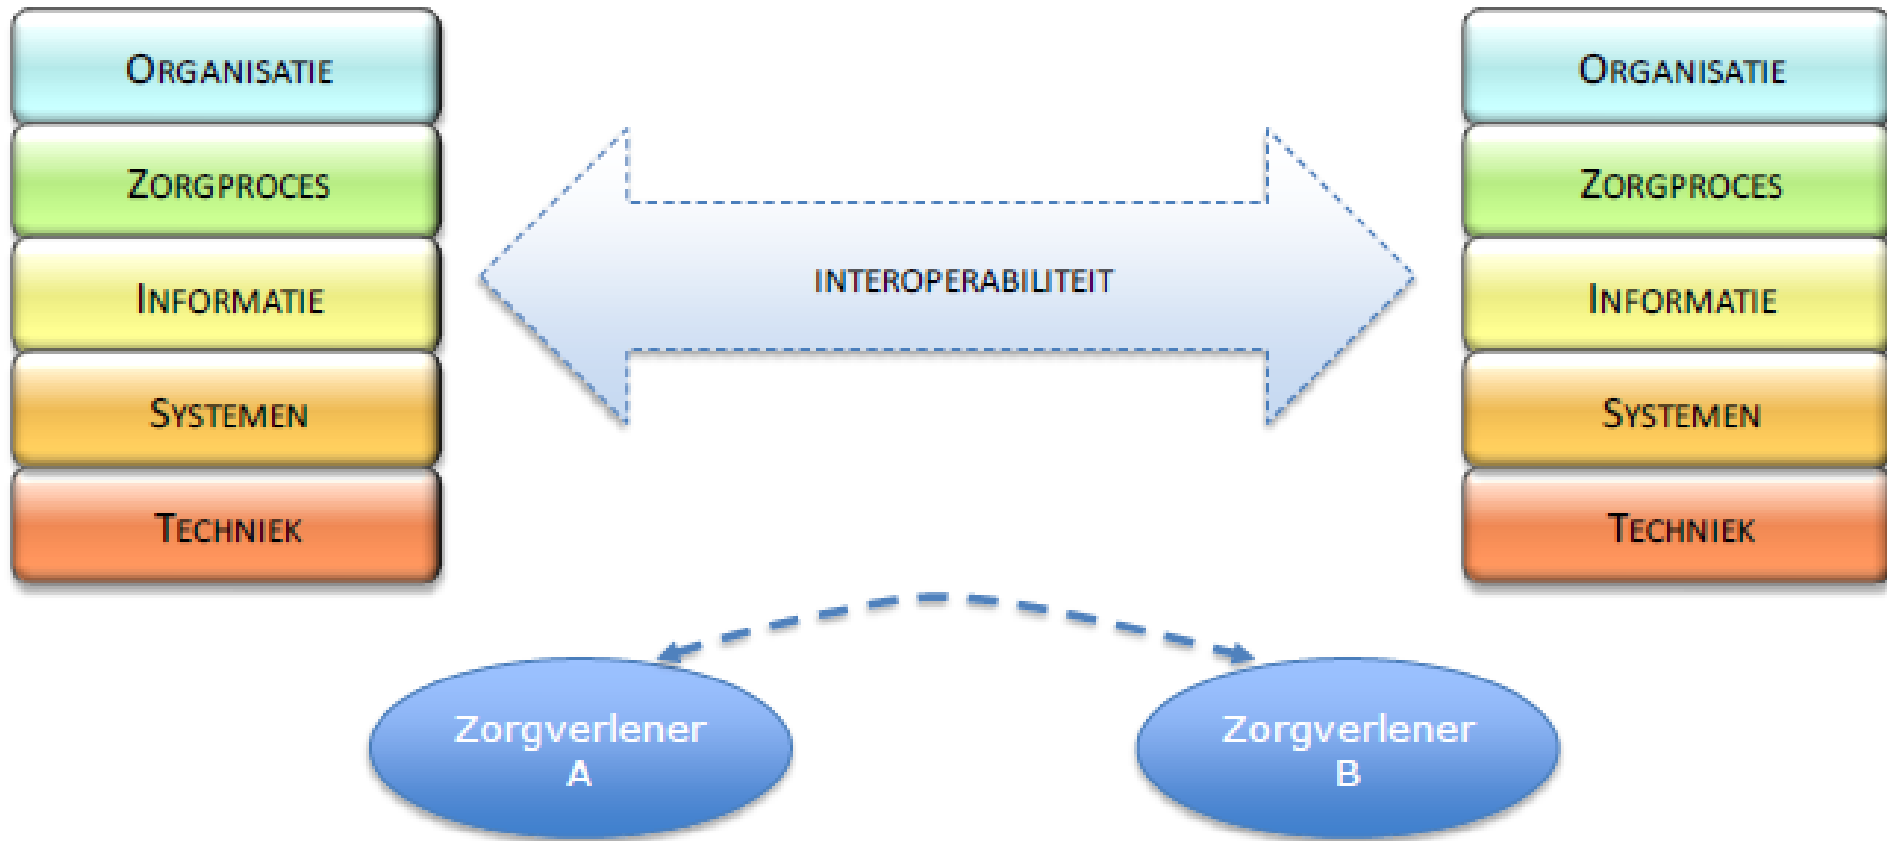 ORGANISATIE
ZORGPROCES
INFORMATIE
SYSTEMEN
TECHNIEK
INTEROPERABILITEIT
ORGANISATIE
ZORGPROCES
INFORMATIE
SYSTEMEN
TECHNIEK
Zorgverlener
A
Zorgverlener
B